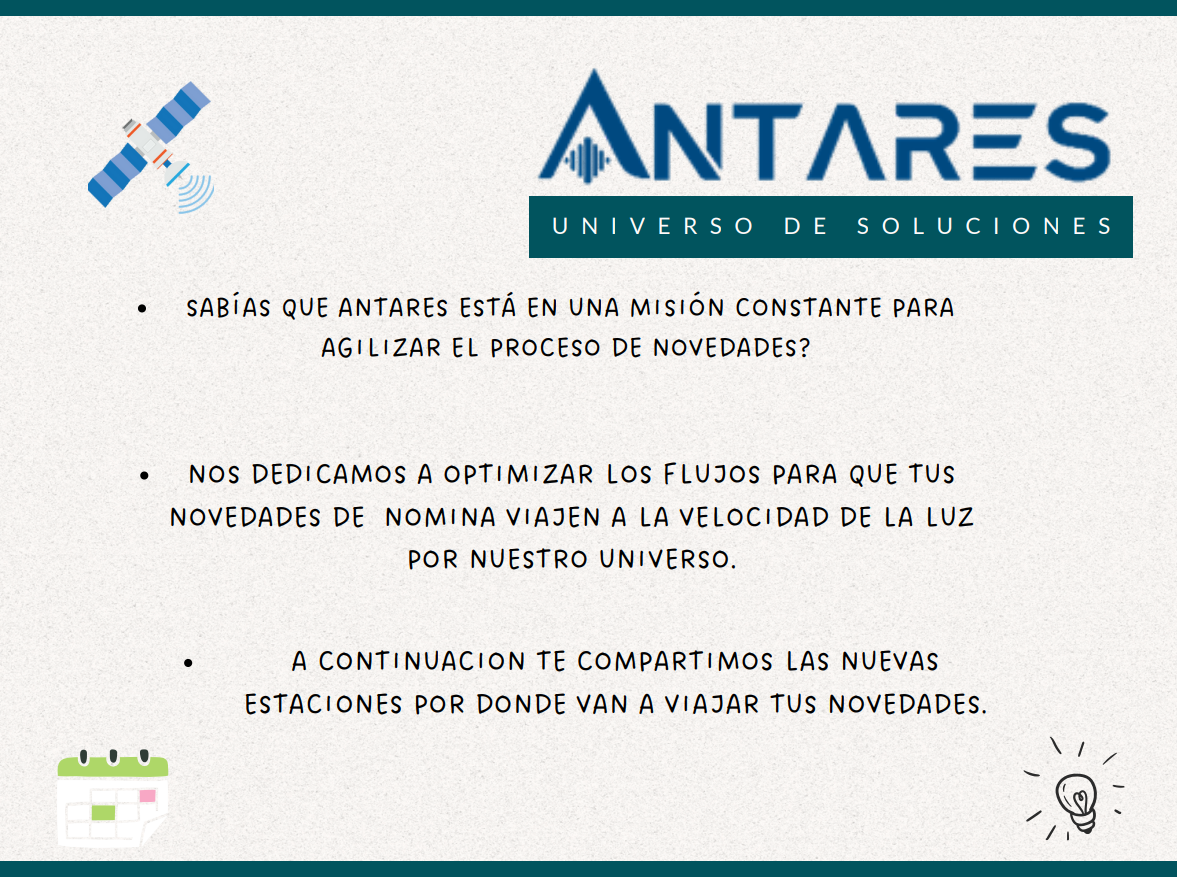 ANTARES
UNIVERSO DE SOLUCIONES
• SABÍAS QUE ANTARES ESTÁ EN UNA MISIÓN CONSTANTE PARA
AGILIZAR EL PROCESO DE NOVEDADES?
• NOS DEDICAMOS A OPTIMIZAR LOS FLUJOS PARA QUE TUS
NOVEDADES DE NOMINA VIAJEN A LA VELOCIDAD DE LA LUZ
POR NUESTRO UNIVERSO.
• A CONTINUACION TE COMPARTIMOS LAS NUEVAS
ESTACIONES POR DONDE VAN A VIAJAR TUS NOVEDADES.